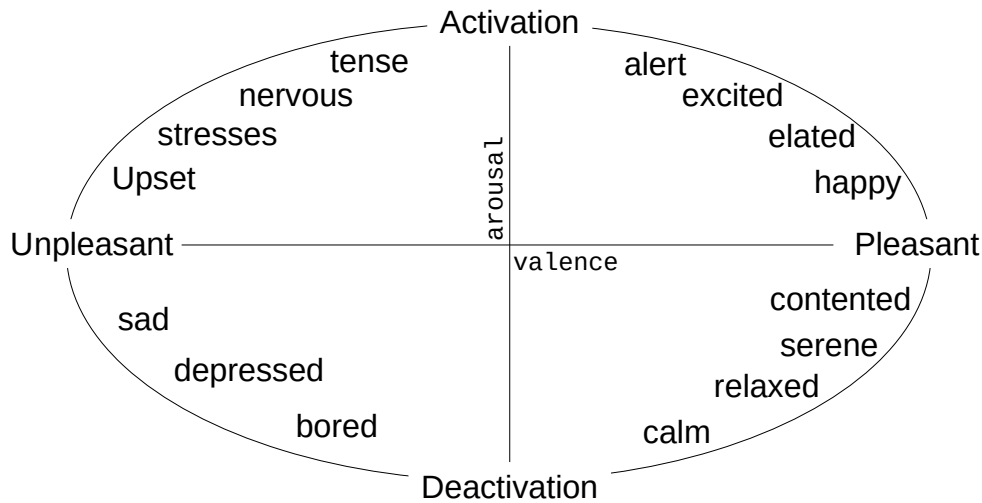 Activation
tense
alert
nervous
excited
stresses
elated
Upset
happy
arousal
Unpleasant
Pleasant
valence
contented
sad
serene
depressed
relaxed
bored
calm
Deactivation